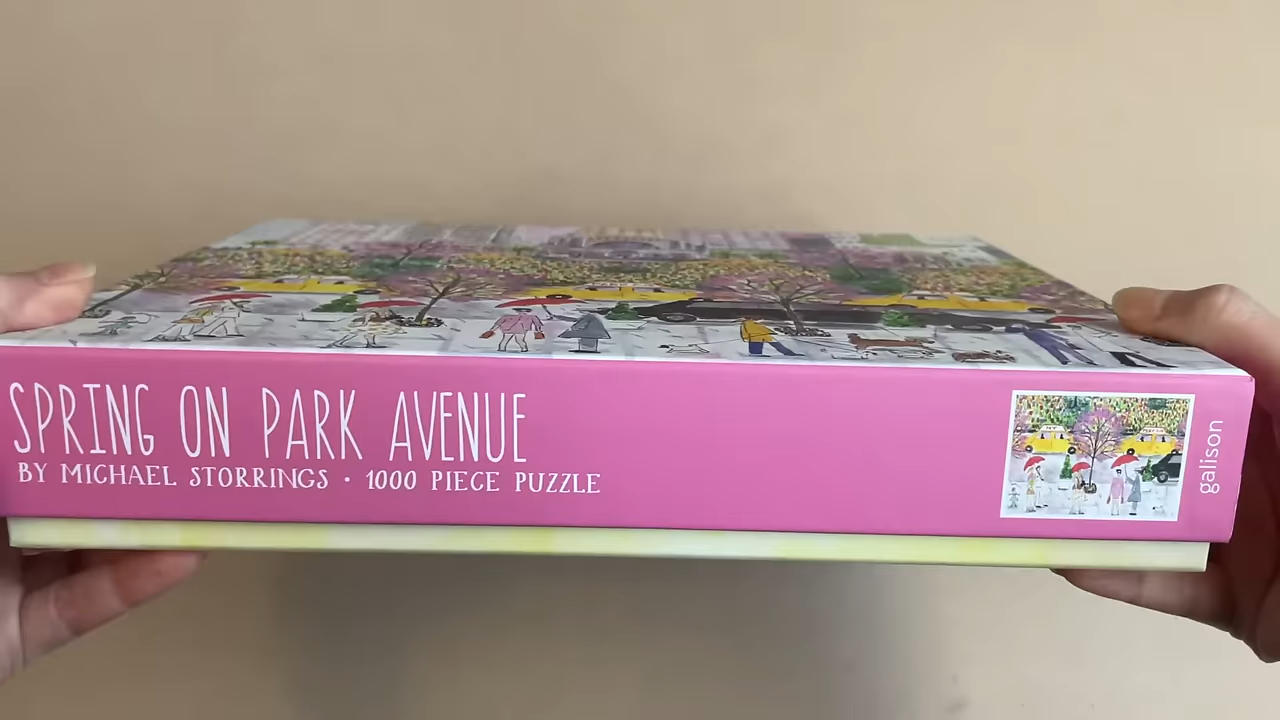 SPRING ON PARK AVENUE
BY MICHAEL STORRINGS • 1000 PIECE PUZZLE
galison